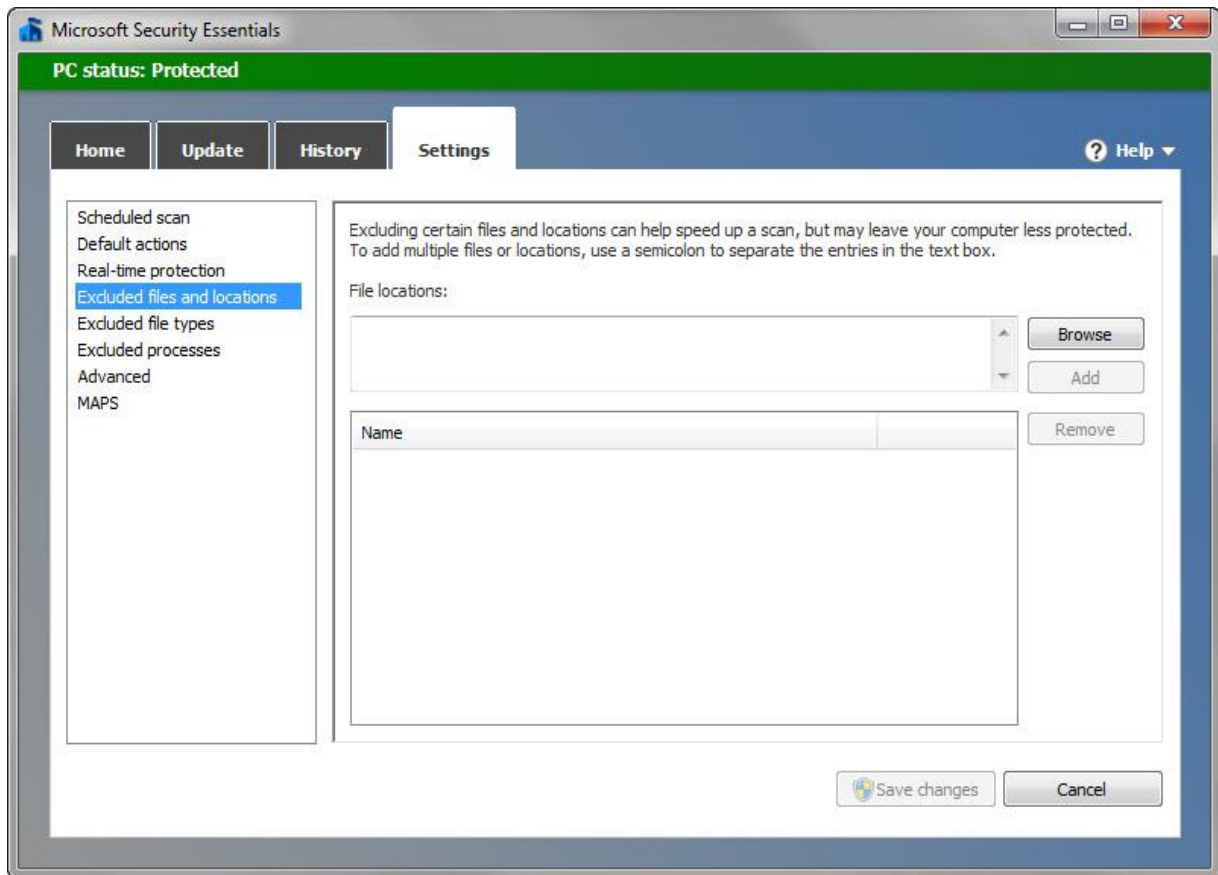 Microsoft Security Essentials
PC status: Protected
Home
Update
History
Settings
? Help
Scheduled scan
Default actions
Real-time protection
Excluded files and locations
Excluded file types
Excluded processes
Advanced
MAPS
Excluding certain files and locations can help speed up a scan, but may leave your computer less protected.
To add multiple files or locations, use a semicolon to separate the entries in the text box.
File locations:
Browse
Add
Name
Remove
Save changes
Cancel